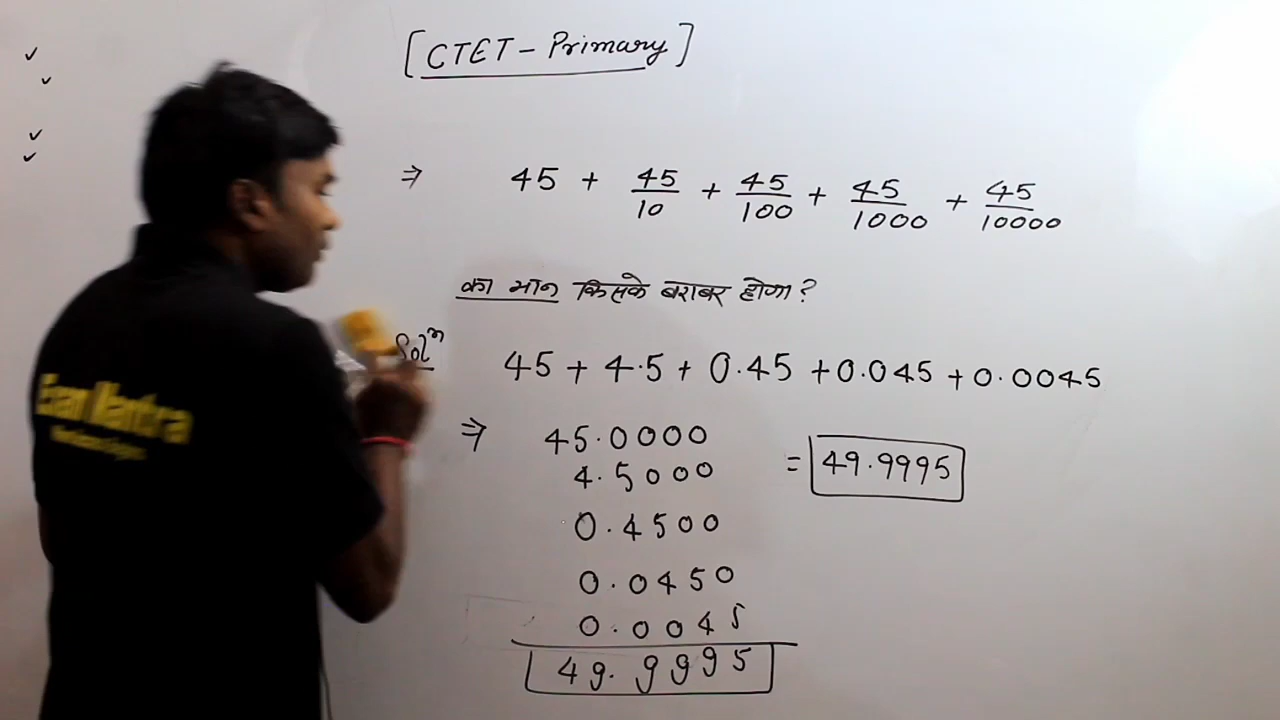 [CTET - Primary]
⇒ 45 + 45/10 + 45/100 + 45/1000 + 45/10000
का मान किसके बराबर होगा?
Solⁿ 45 + 4.5 + 0.45 + 0.045 + 0.0045
⇒ 45.0000
4.5000
0.4500
0.0450
0.0045
49.9995
= 49.9995
Exam Mantra